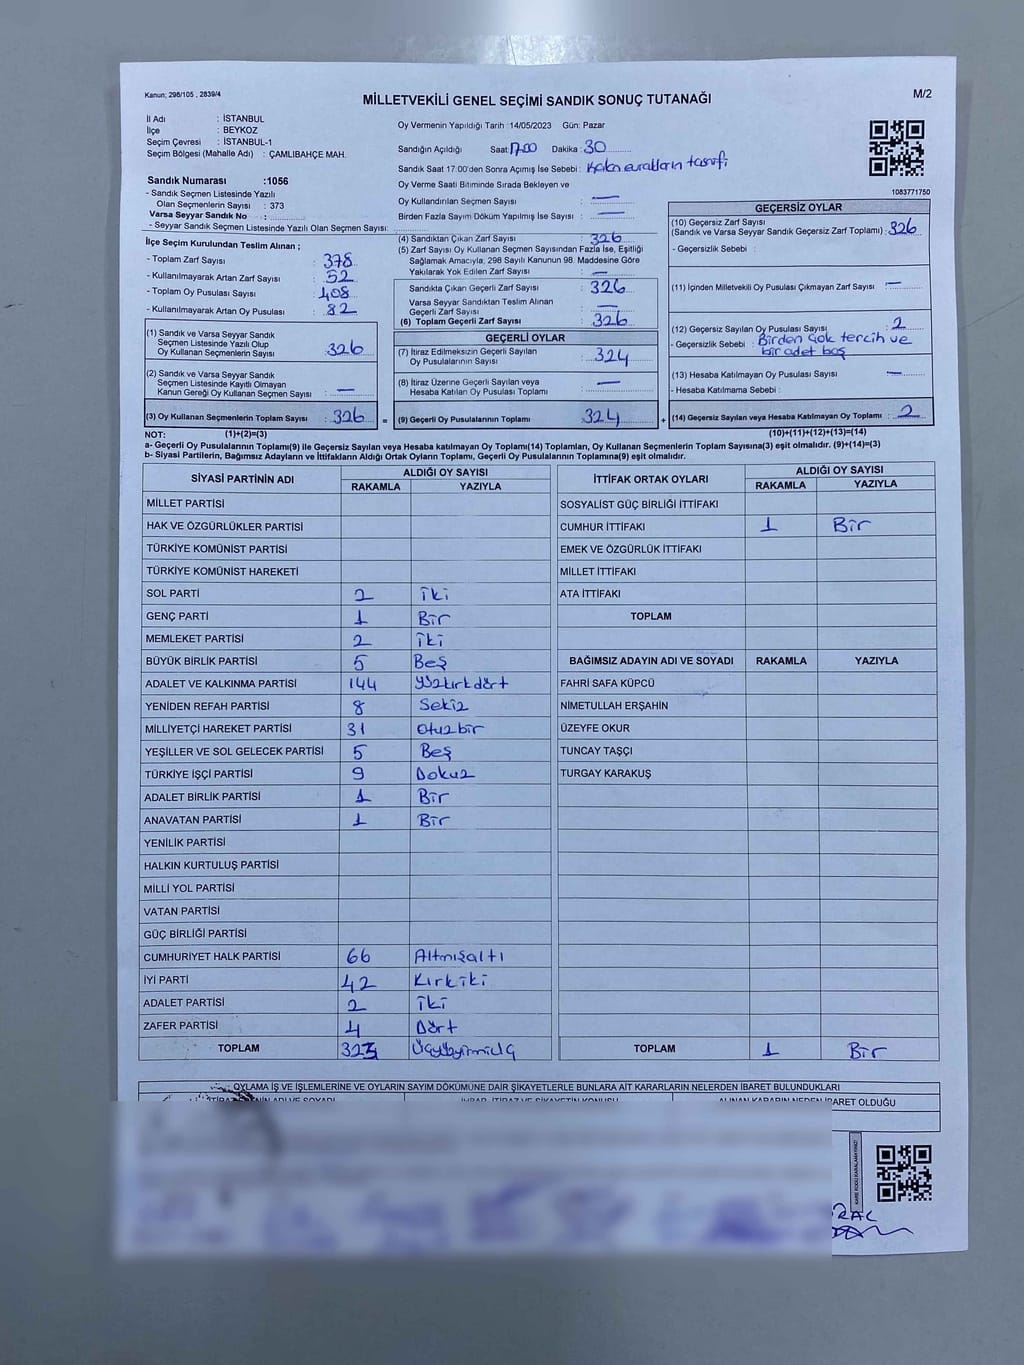 Kanun; 298/105 , 2839/4
MİLLETVEKİLİ GENEL SEÇİMİ SANDIK SONUÇ TUTANAĞI
M/2
İl Adı : İSTANBUL
İlçe : BEYKOZ
Seçim Çevresi : İSTANBUL-1
Seçim Bölgesi (Mahalle Adı) : ÇAMLIBAHÇE MAH.
Oy Vermenin Yapıldığı Tarih :14/05/2023 Gün: Pazar
Sandığın Açıldığı Saat: 17.00 Dakika : 30
Sandık Saat 17:00'den Sonra Açımış İse Sebebi : Kalan evrakların tasnifi
Oy Verme Saati Bitiminde Sırada Bekleyen ve
Oy Kullandırılan Seçmen Sayısı : —
Birden Fazla Sayım Döküm Yapılmış İse Sayısı : —
1083771750
Sandık Numarası :1056
- Sandık Seçmen Listesinde Yazılı
Olan Seçmenlerin Sayısı : 373
Varsa Seyyar Sandık No :
- Seyyar Sandık Seçmen Listesinde Yazılı Olan Seçmen Sayısı:
İlçe Seçim Kurulundan Teslim Alınan ;
- Toplam Zarf Sayısı : 378
- Kullanılmayarak Artan Zarf Sayısı : 52
- Toplam Oy Pusulası Sayısı : 408
- Kullanılmayarak Artan Oy Pusulası : 82
(1) Sandık ve Varsa Seyyar Sandık
Seçmen Listesinde Yazılı Olup
Oy Kullanan Seçmenlerin Sayısı : 326
(2) Sandık ve Varsa Seyyar Sandık
Seçmen Listesinde Kayıtlı Olmayan
Kanun Gereği Oy Kullanan Seçmen Sayısı : —
(3) Oy Kullanan Seçmenlerin Toplam Sayısı : 326
(4) Sandıktan Çıkan Zarf Sayısı : 326
(5) Zarf Sayısı Oy Kullanan Seçmen Sayısından Fazla İse, Eşitliği
Sağlamak Amacıyla, 298 Sayılı Kanunun 98. Maddesine Göre
Yakılarak Yok Edilen Zarf Sayısı : —
Sandıkta Çıkan Geçerli Zarf Sayısı : 326
Varsa Seyyar Sandıktan Teslim Alınan
Geçerli Zarf Sayısı : —
(6) Toplam Geçerli Zarf Sayısı : 326
GEÇERLİ OYLAR
(7) İtiraz Edilmeksizin Geçerli Sayılan
Oy Pusulalarının Sayısı : 324
(8) İtiraz Üzerine Geçerli Sayılan veya
Hesaba Katılan Oy Pusulası Toplamı : —
= (9) Geçerli Oy Pusulalarının Toplamı : 324
GEÇERSİZ OYLAR
(10) Geçersiz Zarf Sayısı
(Sandık ve Varsa Seyyar Sandık Geçersiz Zarf Toplamı) : 326
- Geçersizlik Sebebi :
(11) İçinden Milletvekili Oy Pusulası Çıkmayan Zarf Sayısı : —
(12) Geçersiz Sayılan Oy Pusulası Sayısı : 2
- Geçersizlik Sebebi : Birden çok tercih ve
bir adet boş
(13) Hesaba Katılmayan Oy Pusulası Sayısı : —
- Hesaba Katılmama Sebebi :
+ (14) Geçersiz Sayılan veya Hesaba Katılmayan Oy Toplamı : 2
NOT: (1)+(2)=(3)
(10)+(11)+(12)+(13)=(14)
a- Geçerli Oy Pusulalarının Toplamı(9) ile Geçersiz Sayılan veya Hesaba katılmayan Oy Toplamı(14) Toplamları, Oy Kullanan Seçmenlerin Toplam Sayısına(3) eşit olmalıdır. (9)+(14)=(3)
b- Siyasi Partilerin, Bağımsız Adayların ve İttifakların Aldığı Ortak Oyların Toplamı, Geçerli Oy Pusulalarının Toplamına(9) eşit olmalıdır.
SİYASİ PARTİNİN ADI ALDIĞI OY SAYISI
RAKAMLA YAZIYLA
MİLLET PARTİSİ
HAK VE ÖZGÜRLÜKLER PARTİSİ
TÜRKİYE KOMÜNİST PARTİSİ
TÜRKİYE KOMÜNİST HAREKETİ
SOL PARTİ 2 iki
GENÇ PARTİ 1 Bir
MEMLEKET PARTİSİ 2 iki
BÜYÜK BİRLİK PARTİSİ 5 Beş
ADALET VE KALKINMA PARTİSİ 144 Yüzkırkdört
YENİDEN REFAH PARTİSİ 8 Sekiz
MİLLİYETÇİ HAREKET PARTİSİ 31 Otuzbir
YEŞİLLER VE SOL GELECEK PARTİSİ 5 Beş
TÜRKİYE İŞÇİ PARTİSİ 9 Dokuz
ADALET BİRLİK PARTİSİ 1 Bir
ANAVATAN PARTİSİ 1 Bir
YENİLİK PARTİSİ
HALKIN KURTULUŞ PARTİSİ
MİLLİ YOL PARTİSİ
VATAN PARTİSİ
GÜÇ BİRLİĞİ PARTİSİ
CUMHURİYET HALK PARTİSİ 66 Altmışaltı
İYİ PARTİ 42 Kırkiki
ADALET PARTİSİ 2 iki
ZAFER PARTİSİ 4 Dört
TOPLAM 323 Üçyüzyirmiüç
İTTİFAK ORTAK OYLARI ALDIĞI OY SAYISI
RAKAMLA YAZIYLA
SOSYALİST GÜÇ BİRLİĞİ İTTİFAKI
CUMHUR İTTİFAKI 1 Bir
EMEK VE ÖZGÜRLÜK İTTİFAKI
MİLLET İTTİFAKI
ATA İTTİFAKI
TOPLAM
BAĞIMSIZ ADAYIN ADI VE SOYADI RAKAMLA YAZIYLA
FAHRİ SAFA KÜPCÜ
NİMETULLAH ERŞAHİN
ÜZEYFE OKUR
TUNCAY TAŞÇI
TURGAY KARAKUŞ
TOPLAM 1 Bir
OYLAMA İŞ VE İŞLEMLERİNE VE OYLARIN SAYIM DÖKÜMÜNE DAİR ŞİKAYETLERLE BUNLARA AİT KARARLARIN NELERDEN İBARET BULUNDUKLARI
ALINAN KARARIN NEDEN İBARET OLDUĞU